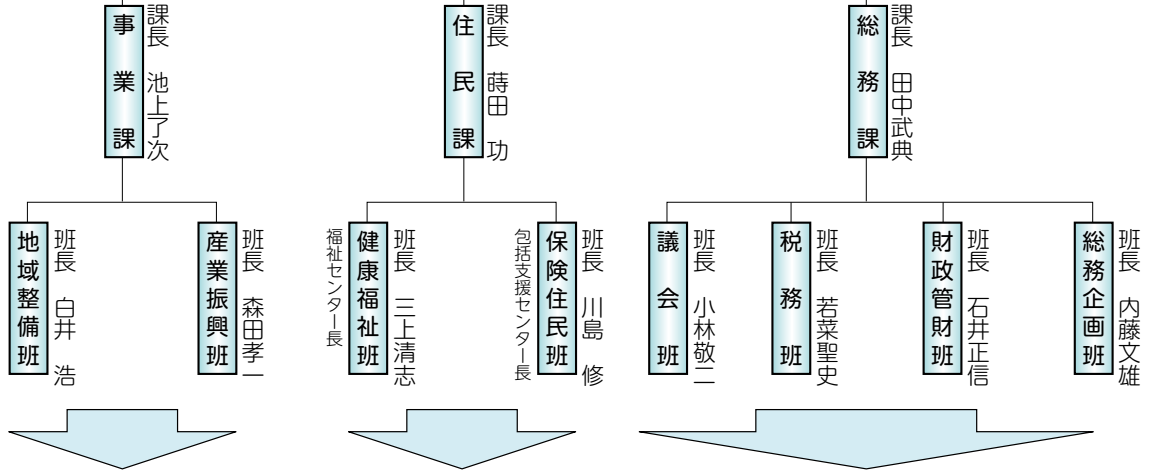 総務課
課長 田中武典
住民課
課長 蒔田 功
事業課
課長 池上了次
総務企画班
班長 内藤文雄
財政管財班
班長 石井正信
税務班
班長 若菜聖史
議会班
班長 小林敬二
保険住民班
班長 川島 修
包括支援センター長
健康福祉班
班長 三上清志
福祉センター長
産業振興班
班長 森田孝一
地域整備班
班長 白井 浩